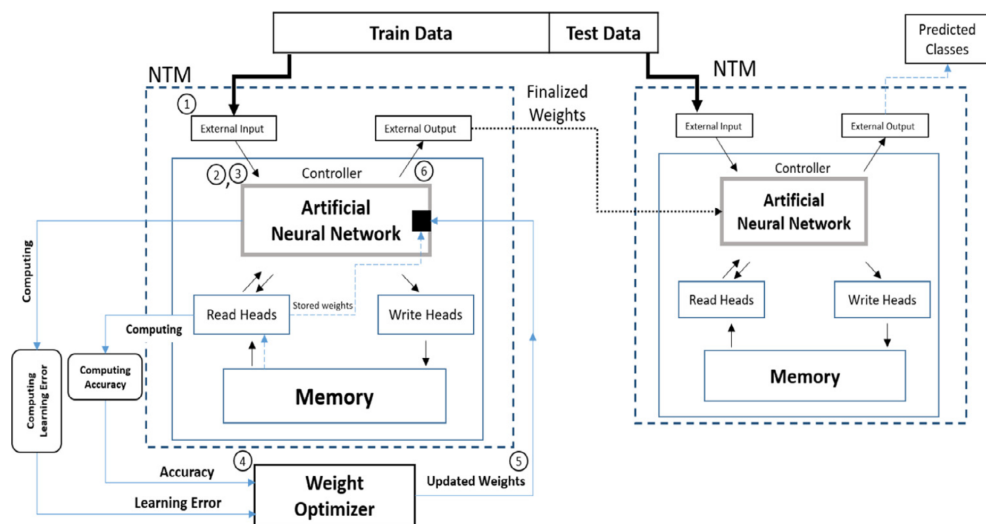 Train Data
Test Data
Predicted
Classes
NTM
NTM
Finalized
Weights
①
External Input
External Output
External Input
External Output
②,③
Controller
⑥
Controller
Artificial
Neural Network
Artificial
Neural Network
Computing
Stored weights
Read Heads
Write Heads
Read Heads
Write Heads
Computing
Computing
Accuracy
Computing
Learning Error
Memory
Memory
④
⑤
Accuracy
Updated Weights
Learning Error
Weight
Optimizer